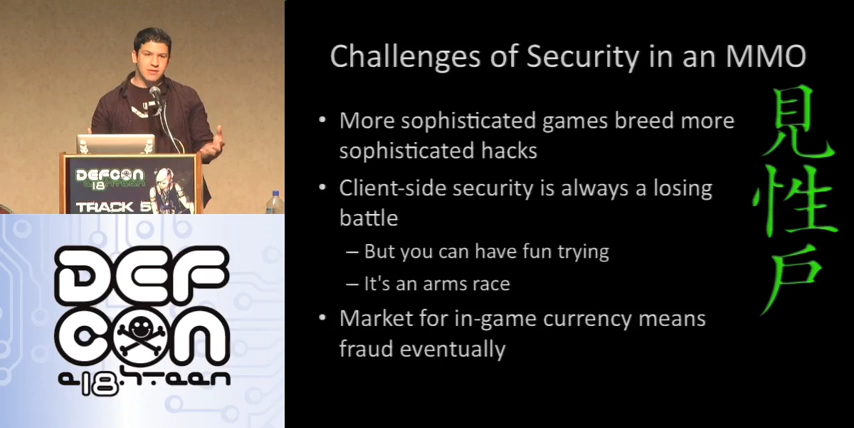 DEFCON
18
TRACK 5
DEF
CON
e18hteen
Challenges of Security in an MMO
• More sophisticated games breed more
sophisticated hacks
• Client-side security is always a losing
battle
– But you can have fun trying
– It's an arms race
• Market for in-game currency means
fraud eventually
見
性
戶